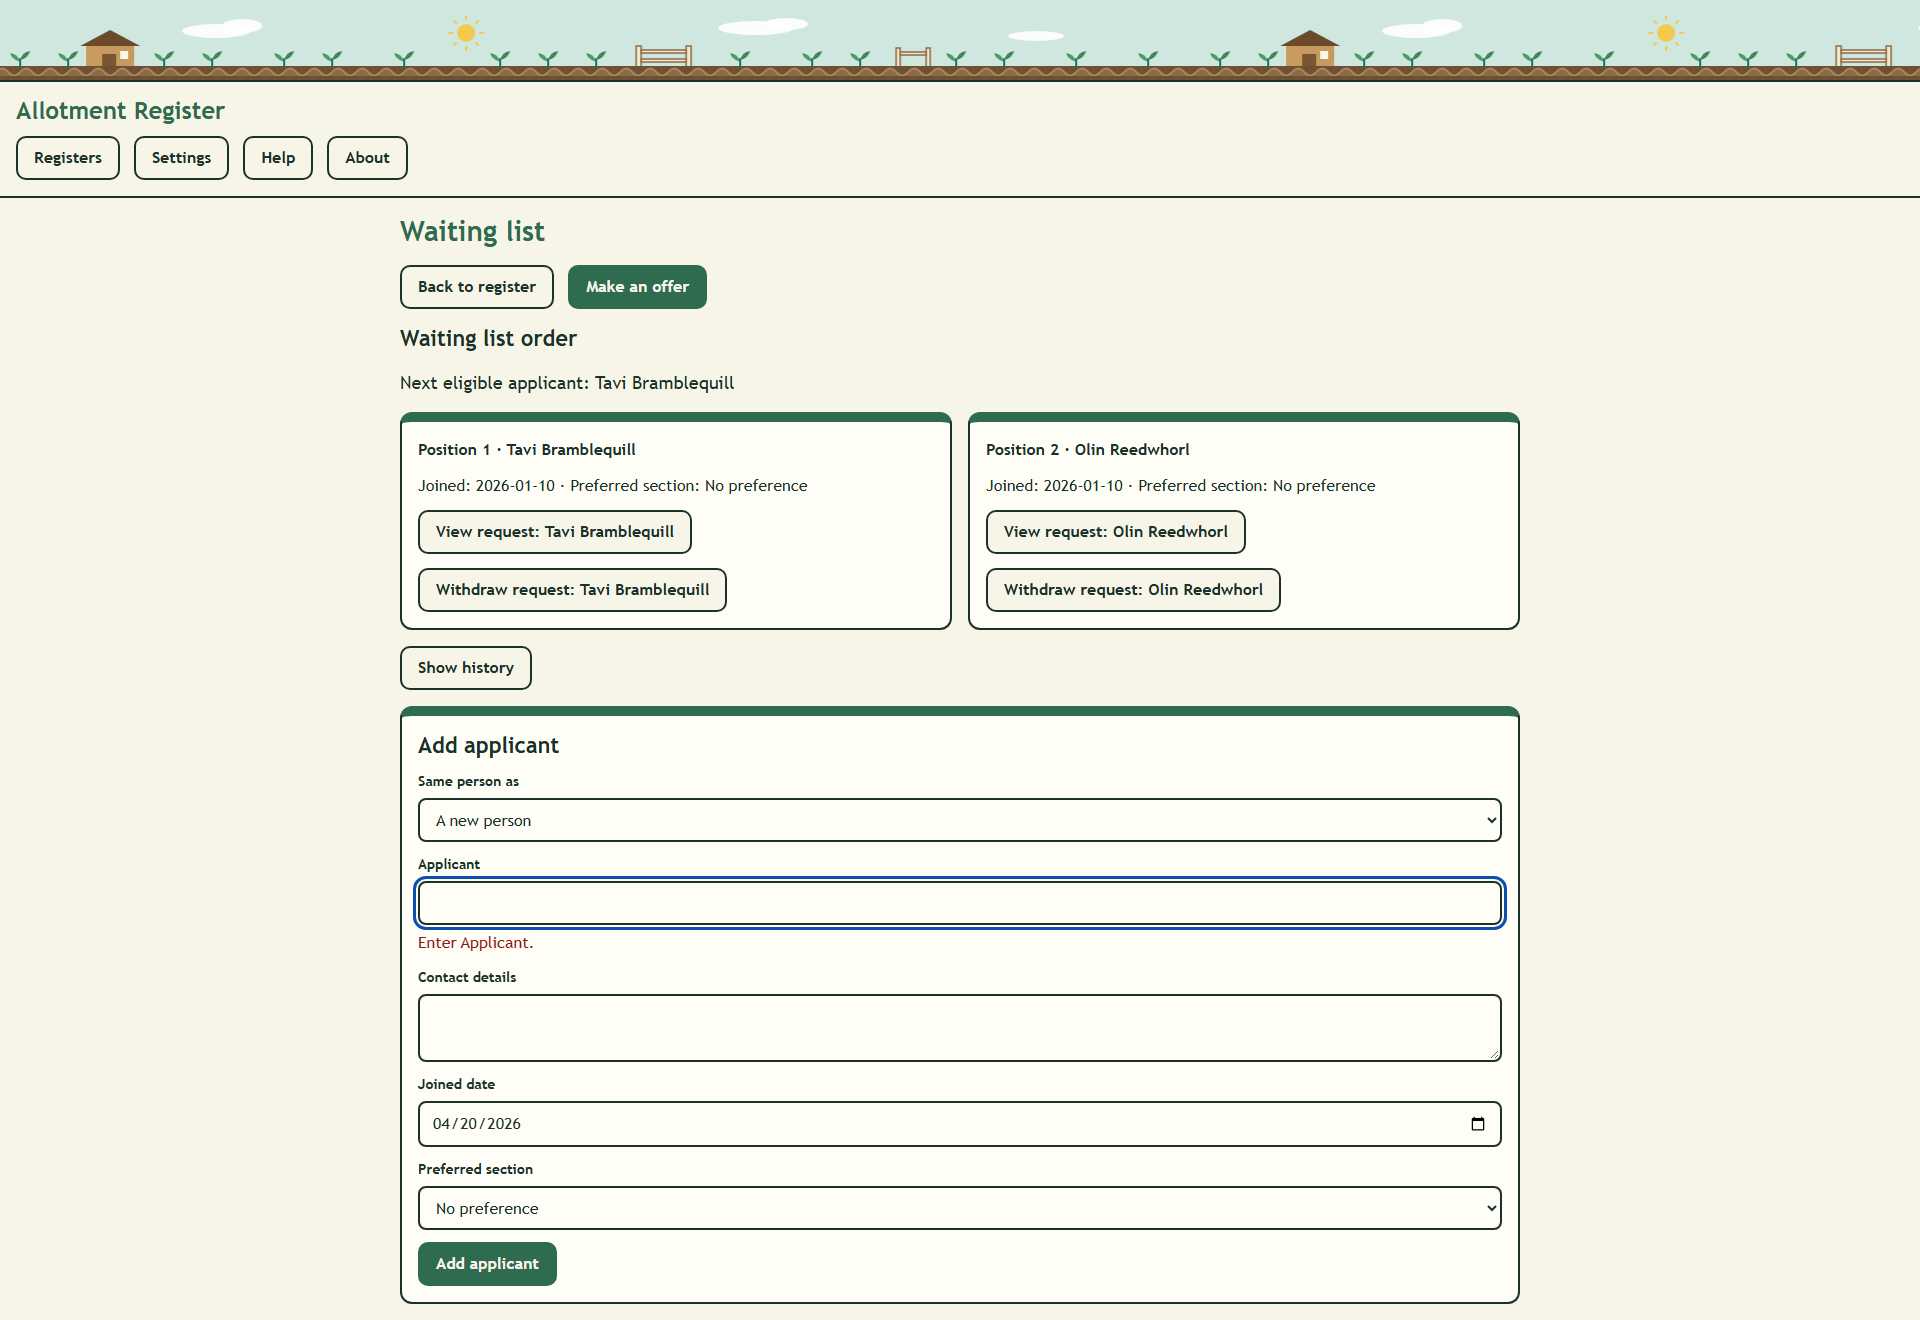 Allotment Register
Registers Settings Help About
Waiting list
Back to register Make an offer
Waiting list order
Next eligible applicant: Tavi Bramblequill
Position 1 · Tavi Bramblequill
Joined: 2026-01-10 · Preferred section: No preference
View request: Tavi Bramblequill
Withdraw request: Tavi Bramblequill
Position 2 · Olin Reedwhorl
Joined: 2026-01-10 · Preferred section: No preference
View request: Olin Reedwhorl
Withdraw request: Olin Reedwhorl
Show history
Add applicant
Same person as
A new person
Applicant
Enter Applicant.
Contact details
Joined date
04/20/2026
Preferred section
No preference
Add applicant